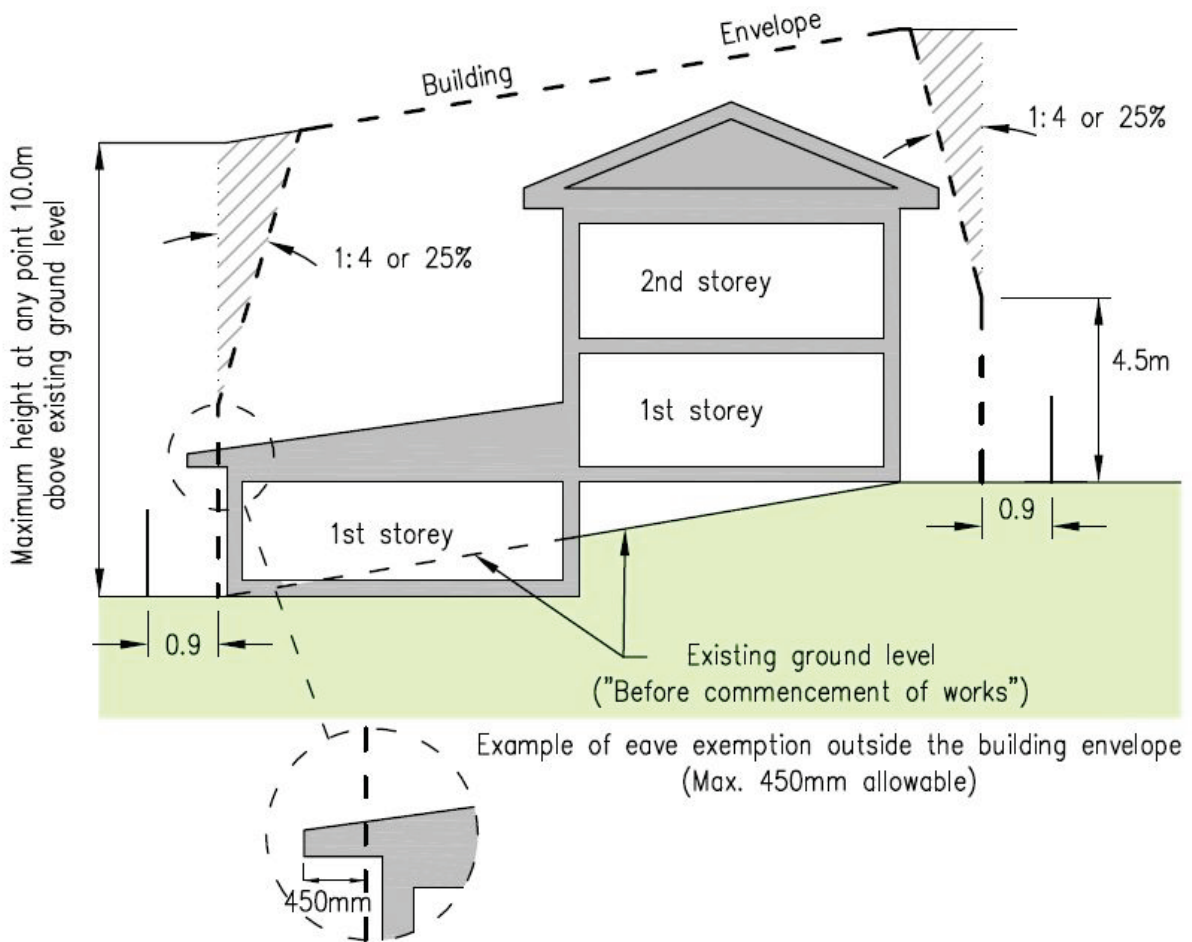 Building Envelope
1:4 or 25%
Maximum height at any point 10.0m
above existing ground level
1:4 or 25%
2nd storey
4.5m
1st storey
1st storey
0.9
0.9
Existing ground level
("Before commencement of works")
Example of eave exemption outside the building envelope
(Max. 450mm allowable)
450mm